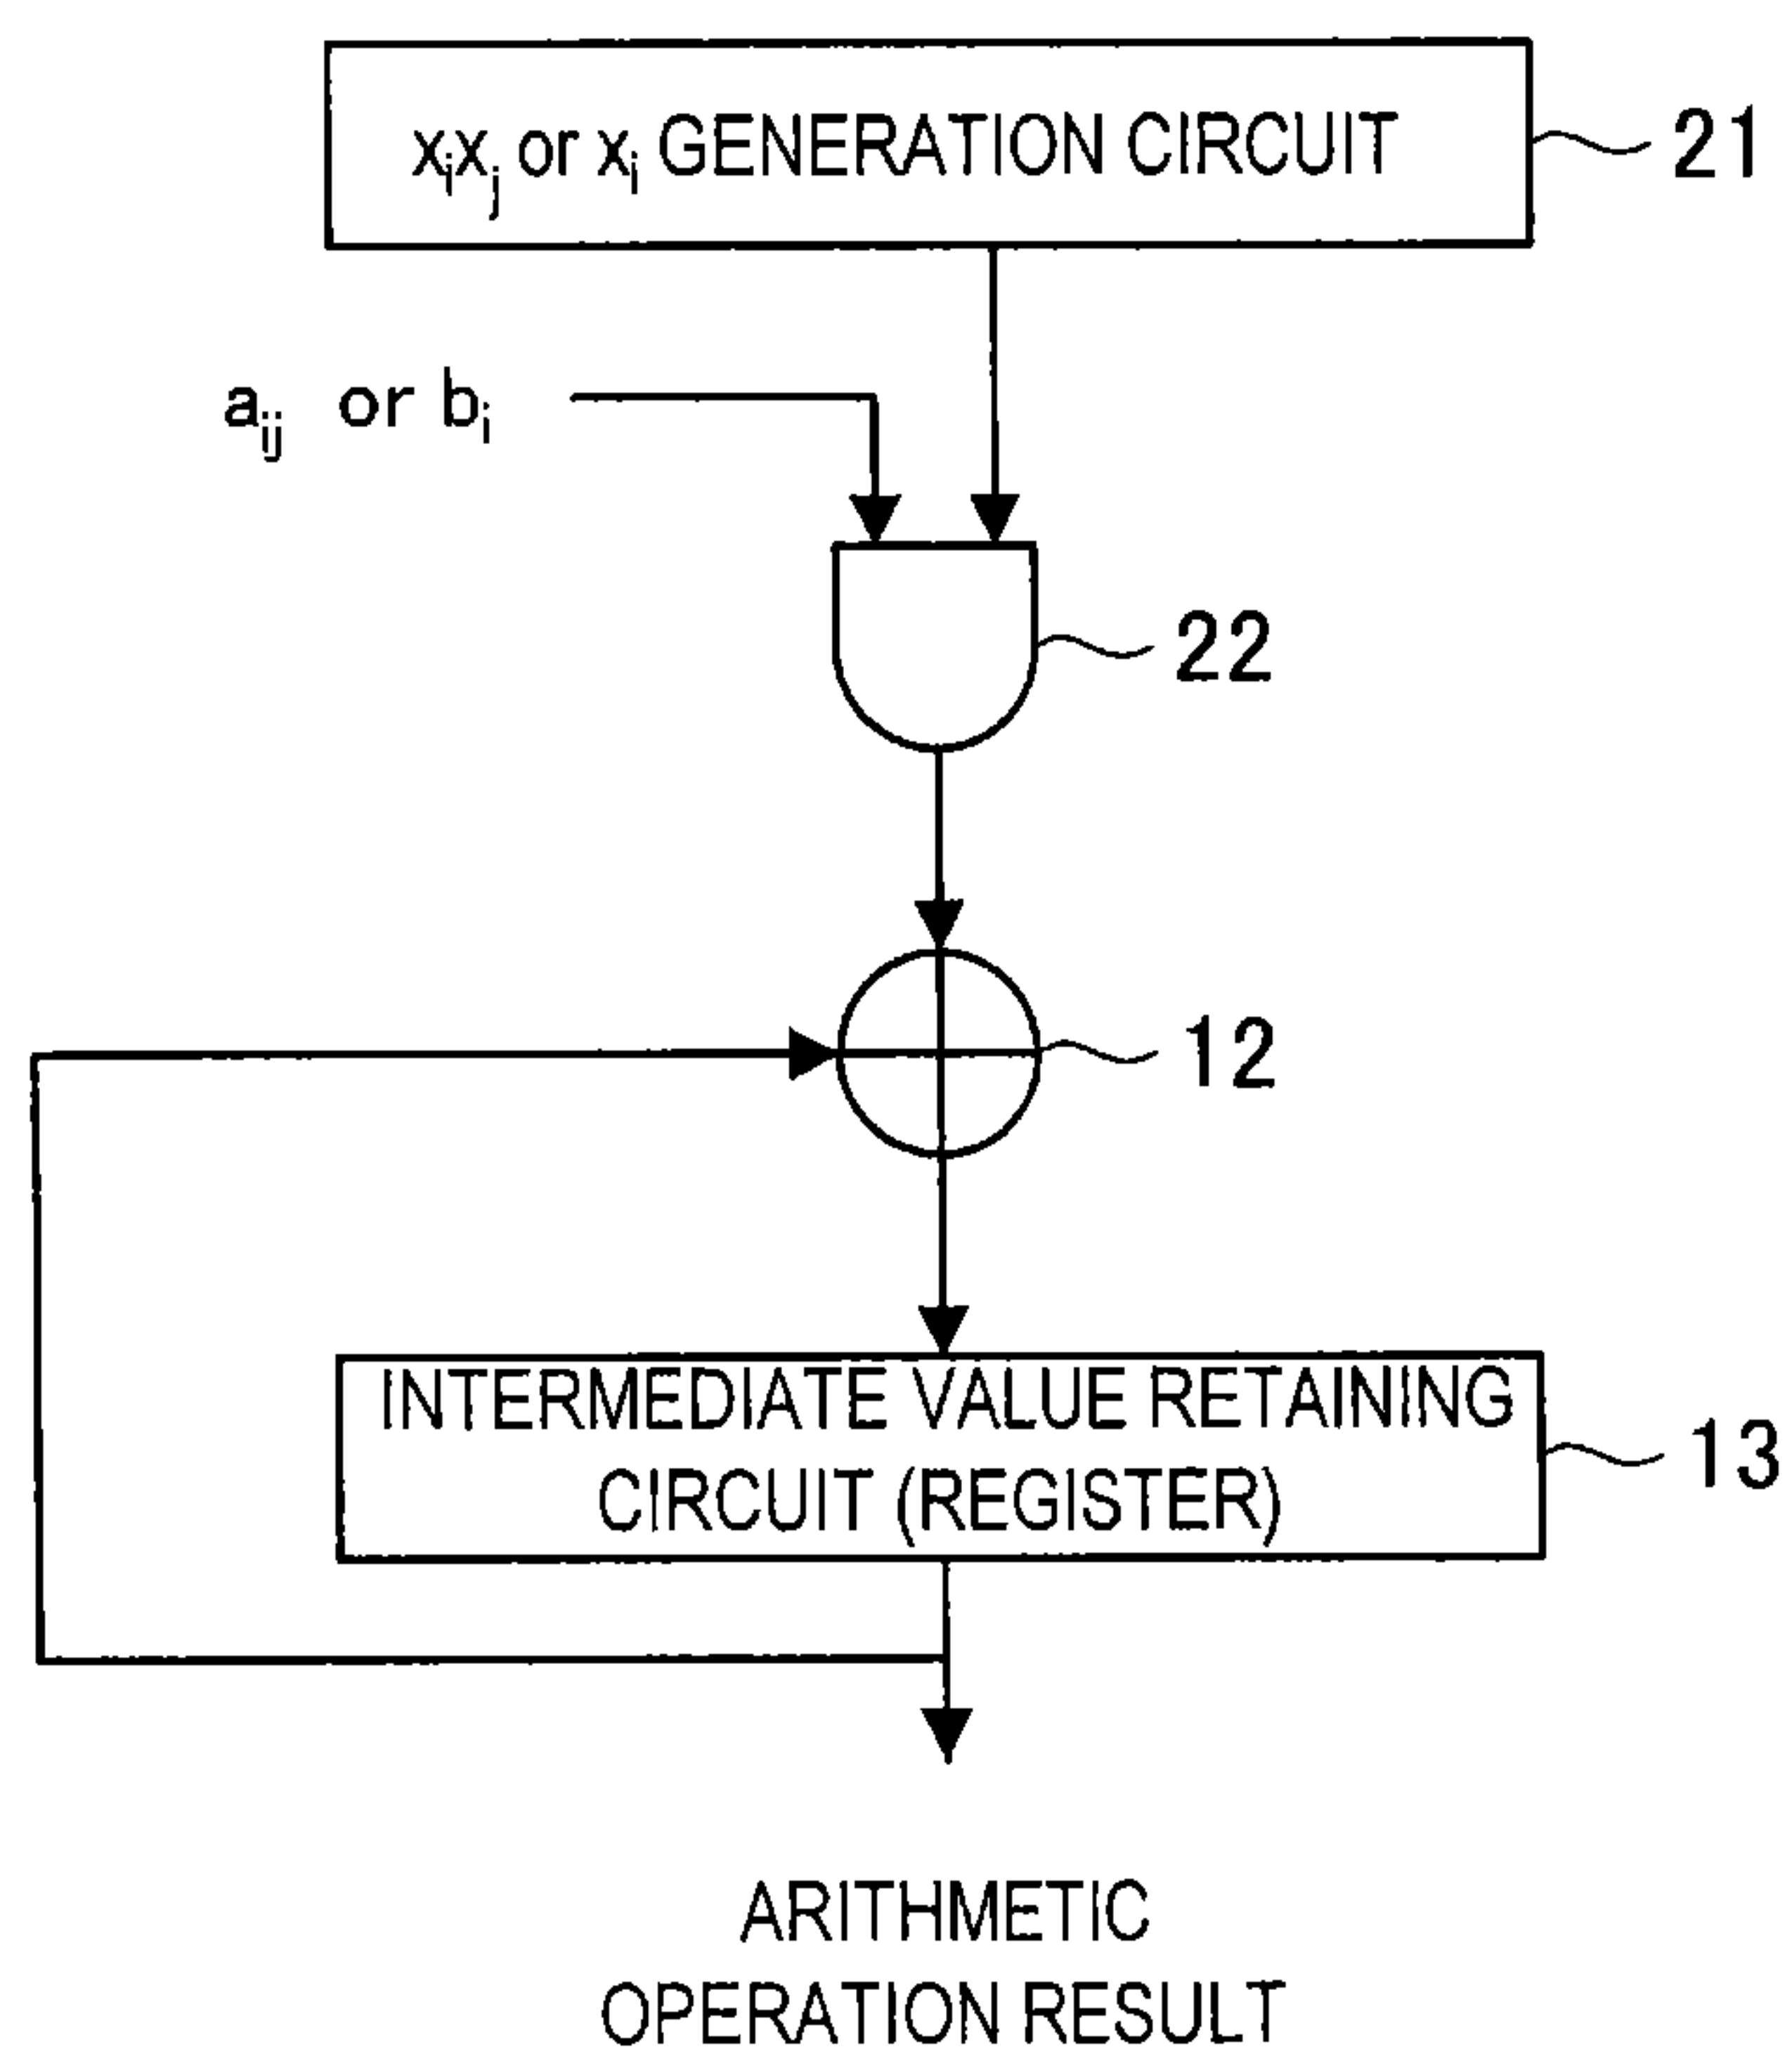 xᵢxⱼ or xᵢ GENERATION CIRCUIT
21
aᵢⱼ or bᵢ
22
12
INTERMEDIATE VALUE RETAINING
CIRCUIT (REGISTER)
13
ARITHMETIC
OPERATION RESULT